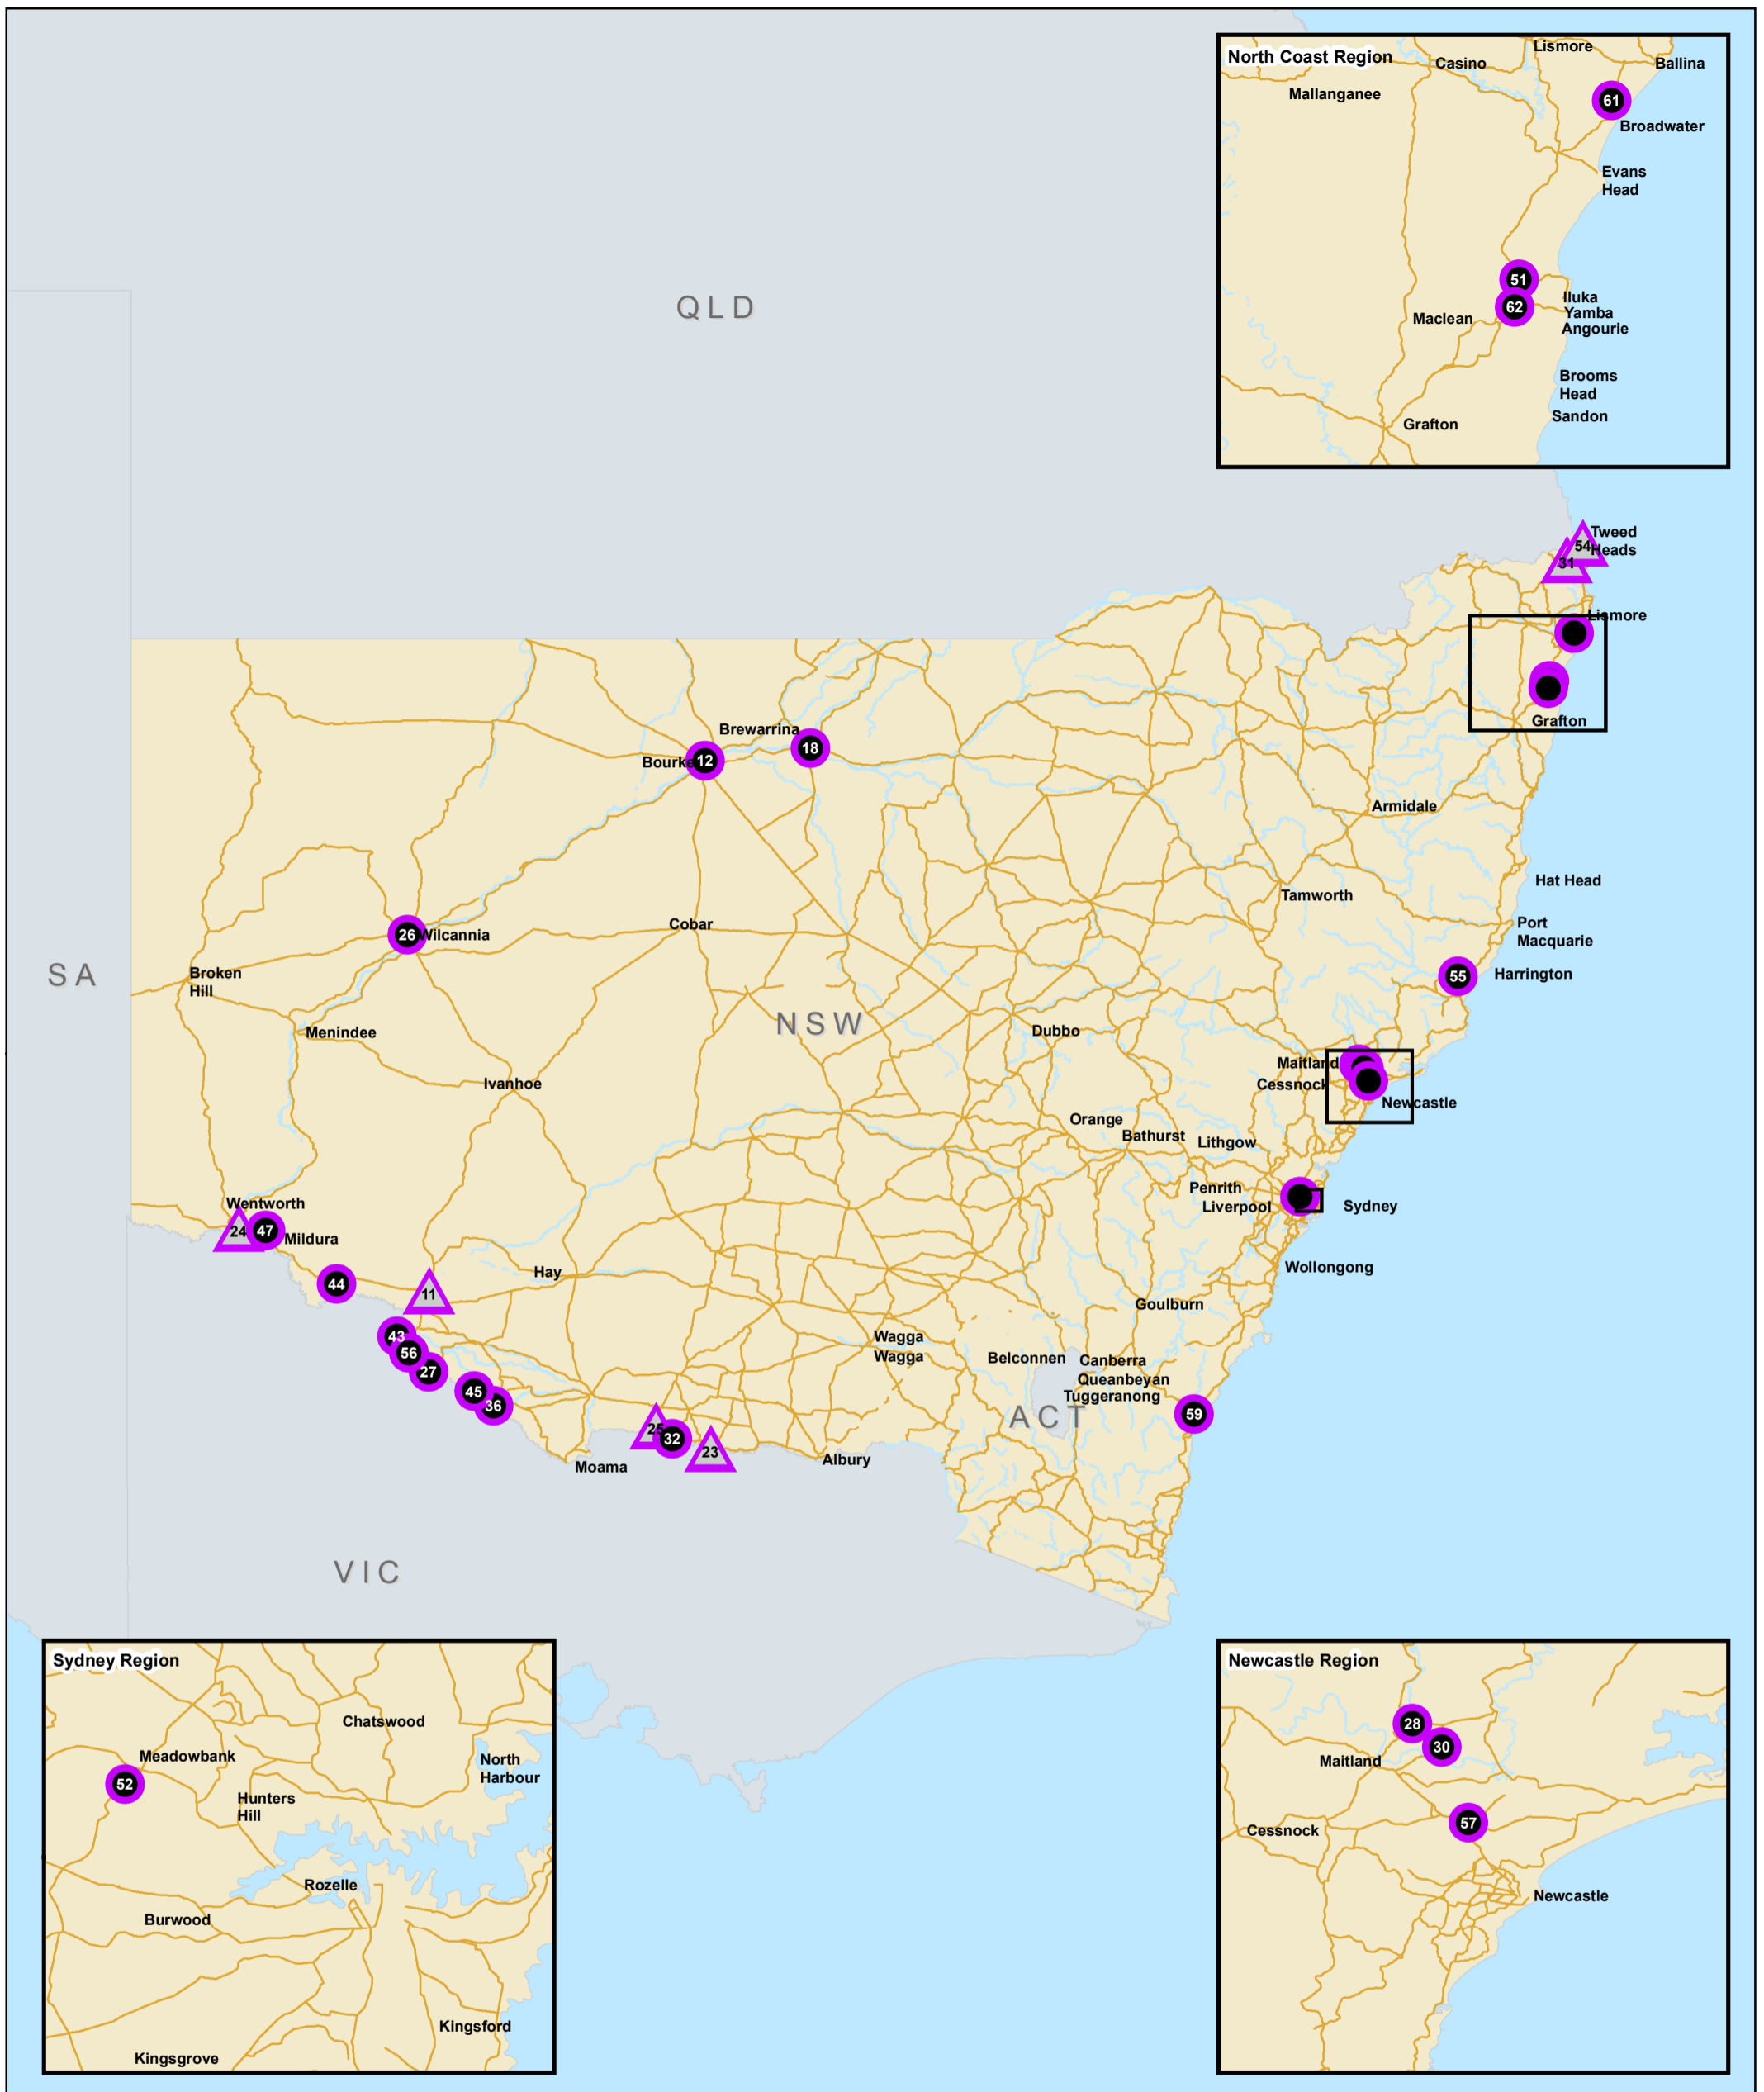 North Coast Region
Lismore
Casino
Ballina
Mallanganee
61
Broadwater
Evans
Head
51
62
Iluka
Yamba
Angourie
Maclean
Brooms
Head
Sandon
Grafton
QLD
Tweed
Heads
54
31
Lismore
Grafton
Brewarrina
18
Bourke
12
Armidale
Hat Head
Tamworth
Port
Macquarie
Cobar
26
Wilcannia
SA
Broken
Hill
55
Harrington
NSW
Menindee
Dubbo
Maitland
Ivanhoe
Cessnock
Newcastle
Orange
Bathurst
Lithgow
Penrith
Liverpool
Sydney
Wentworth
24
47
Mildura
Wollongong
Hay
44
11
Goulburn
43
56
27
Wagga
Wagga
Belconnen
Canberra
Queanbeyan
Tuggeranong
45
36
ACT
59
25
32
23
Moama
Albury
VIC
Sydney Region
Chatswood
Meadowbank
North
Harbour
52
Hunters
Hill
Rozelle
Burwood
Kingsford
Kingsgrove
Newcastle Region
28
30
Maitland
57
Cessnock
Newcastle